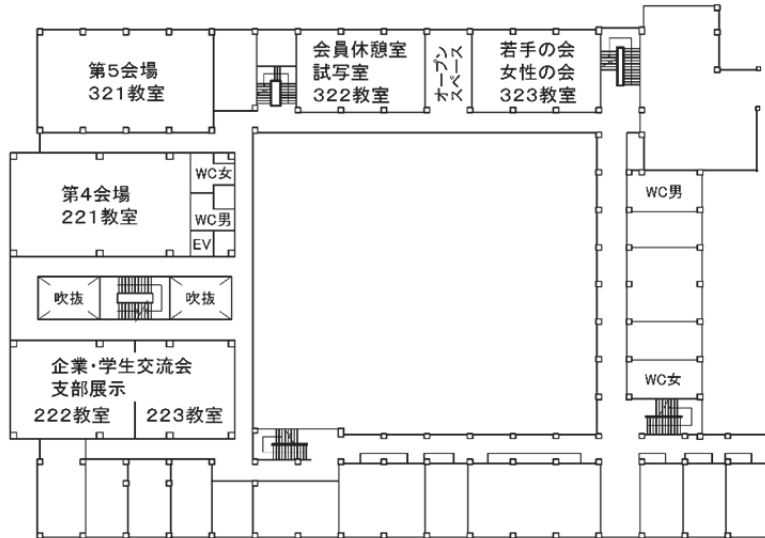 第5会場
321教室
会員休憩室
試写室
322教室
オープン
スペース
若手の会
女性の会
323教室
第4会場
221教室
WC女
WC男
EV
WC男
吹抜
吹抜
企業・学生交流会
支部展示
222教室
223教室
WC女